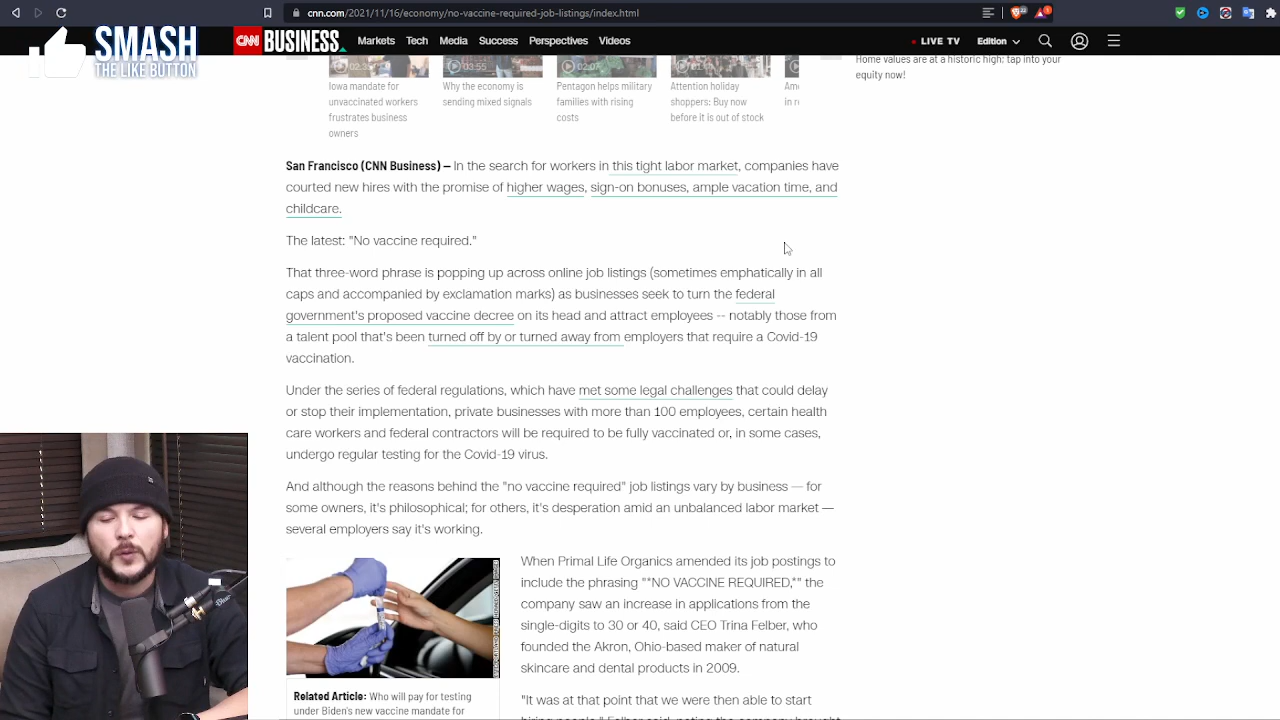 cnn.com/2021/11/16/economy/no-vaccine-required-job-listings/index.html
SMASH
THE LIKE BUTTON
CNN BUSINESS
Markets Tech Media Success Perspectives Videos
LIVE TV Edition
03:55 02:07
Iowa mandate for
unvaccinated workers
frustrates business
owners
Why the economy is
sending mixed signals
Pentagon helps military
families with rising
costs
Attention holiday
shoppers: Buy now
before it is out of stock
Home values are at a historic high; tap into your
equity now!
San Francisco (CNN Business) — In the search for workers in this tight labor market, companies have
courted new hires with the promise of higher wages, sign-on bonuses, ample vacation time, and
childcare.
The latest: "No vaccine required."
That three-word phrase is popping up across online job listings (sometimes emphatically in all
caps and accompanied by exclamation marks) as businesses seek to turn the federal
government's proposed vaccine decree on its head and attract employees -- notably those from
a talent pool that's been turned off by or turned away from employers that require a Covid-19
vaccination.
Under the series of federal regulations, which have met some legal challenges that could delay
or stop their implementation, private businesses with more than 100 employees, certain health
care workers and federal contractors will be required to be fully vaccinated or, in some cases,
undergo regular testing for the Covid-19 virus.
And although the reasons behind the "no vaccine required" job listings vary by business — for
some owners, it's philosophical; for others, it's desperation amid an unbalanced labor market —
several employers say it's working.
When Primal Life Organics amended its job postings to
include the phrasing "*NO VACCINE REQUIRED,*" the
company saw an increase in applications from the
single-digits to 30 or 40, said CEO Trina Felber, who
founded the Akron, Ohio-based maker of natural
skincare and dental products in 2009.
Related Article: Who will pay for testing
under Biden's new vaccine mandate for
"It was at that point that we were then able to start